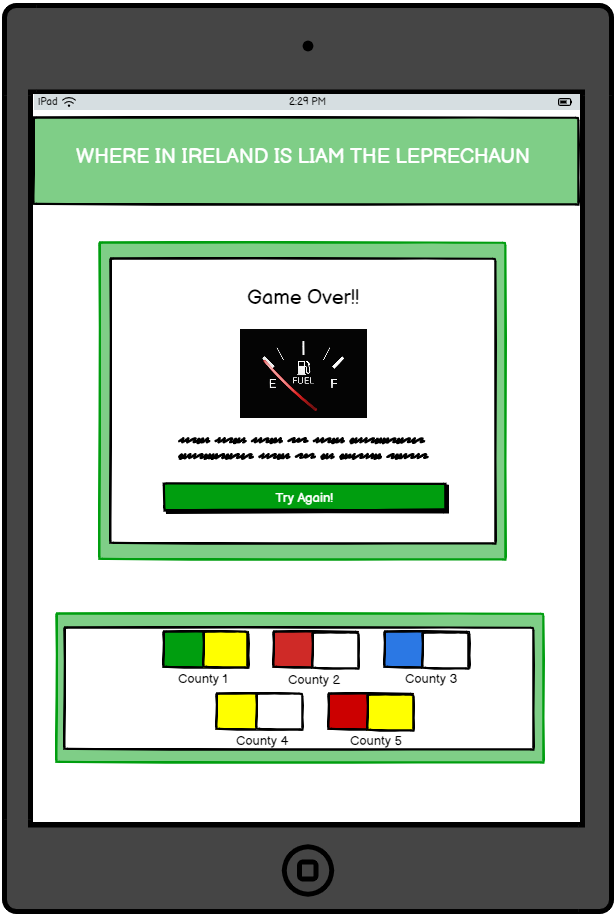 iPad 2:29 PM
WHERE IN IRELAND IS LIAM THE LEPRECHAUN
Game Over!!
E FUEL F
Try Again!
County 1 County 2 County 3
County 4 County 5